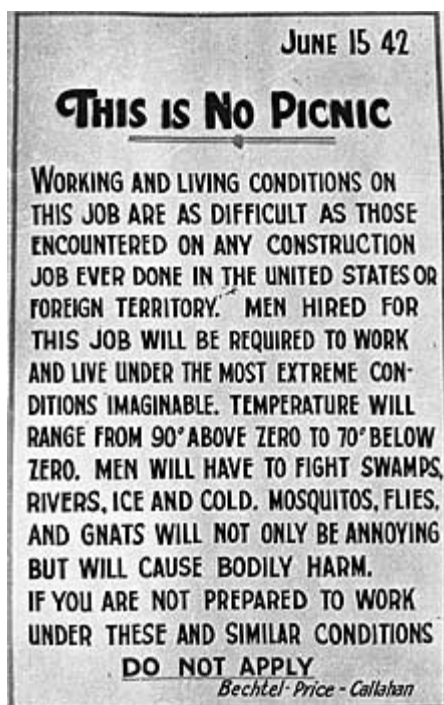 JUNE 15 42
THIS IS NO PICNIC
WORKING AND LIVING CONDITIONS ON
THIS JOB ARE AS DIFFICULT AS THOSE
ENCOUNTERED ON ANY CONSTRUCTION
JOB EVER DONE IN THE UNITED STATES OR
FOREIGN TERRITORY. MEN HIRED FOR
THIS JOB WILL BE REQUIRED TO WORK
AND LIVE UNDER THE MOST EXTREME CON-
DITIONS IMAGINABLE. TEMPERATURE WILL
RANGE FROM 90° ABOVE ZERO TO 70° BELOW
ZERO. MEN WILL HAVE TO FIGHT SWAMPS,
RIVERS, ICE AND COLD. MOSQUITOS, FLIES,
AND GNATS WILL NOT ONLY BE ANNOYING
BUT WILL CAUSE BODILY HARM.
IF YOU ARE NOT PREPARED TO WORK
UNDER THESE AND SIMILAR CONDITIONS
DO NOT APPLY
Bechtel-Price-Callahan